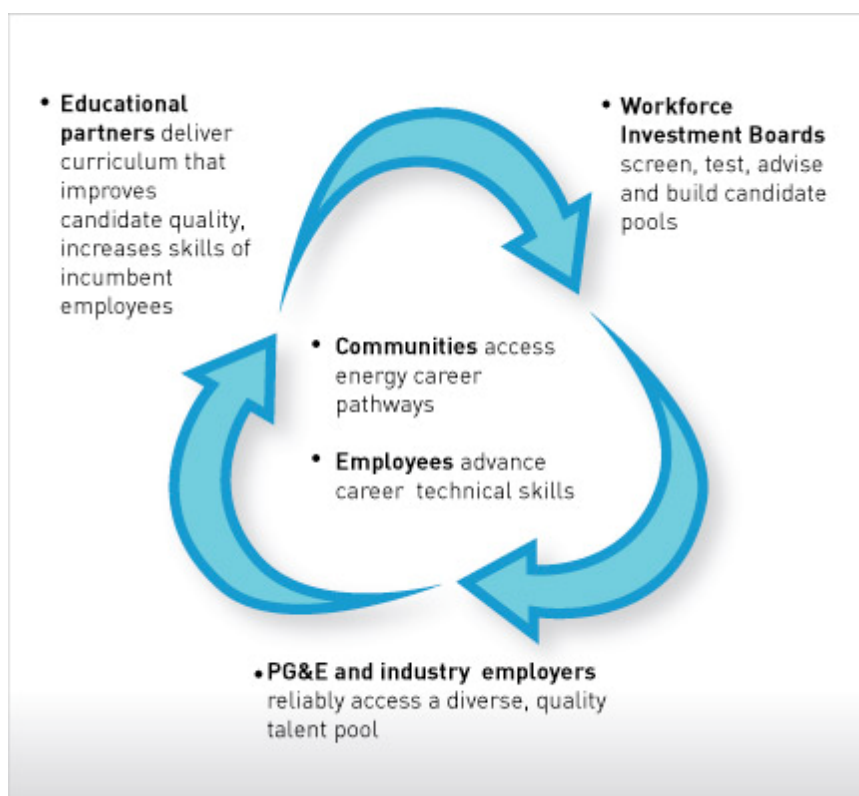 • Educational
partners deliver
curriculum that
improves
candidate quality,
increases skills of
incumbent
employees
• Workforce
Investment Boards
screen, test, advise
and build candidate
pools
• Communities access
energy career
pathways
• Employees advance
career technical skills
• PG&E and industry employers
reliably access a diverse, quality
talent pool